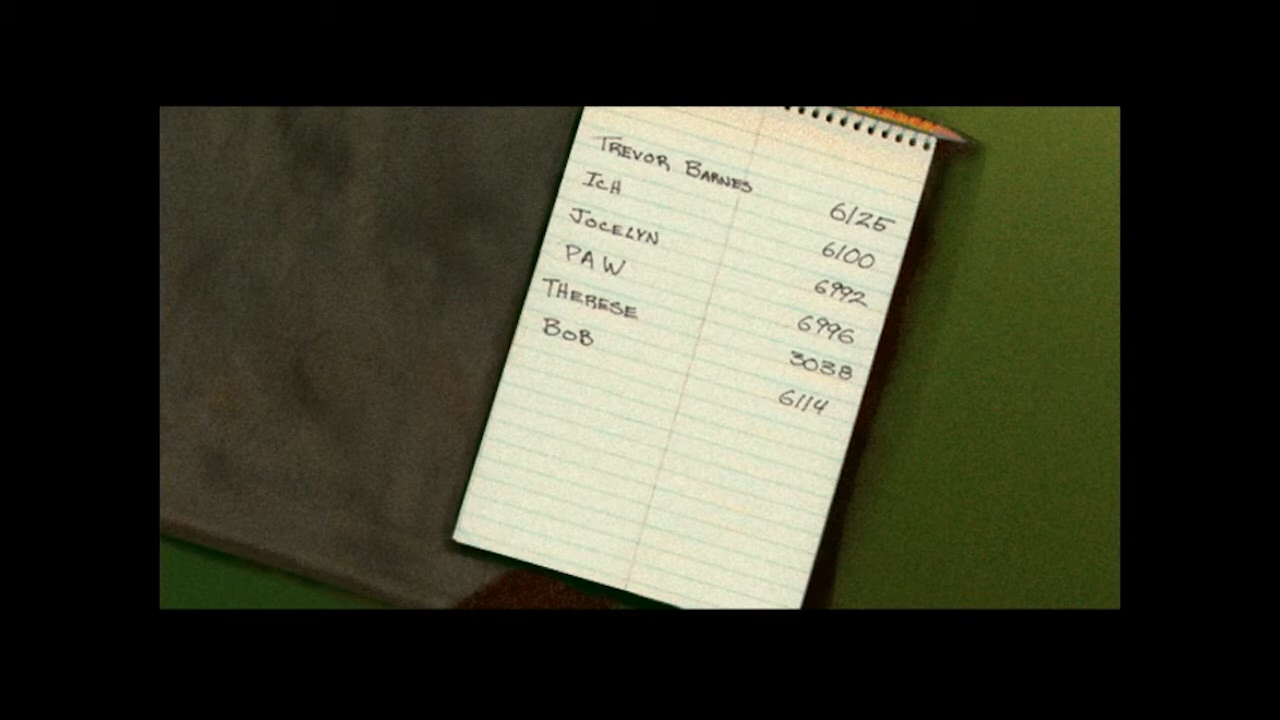 TREVOR BARNES 6125
ICH 6100
JOCELYN 6992
PAW 6996
THERESE 3038
BOB 6114